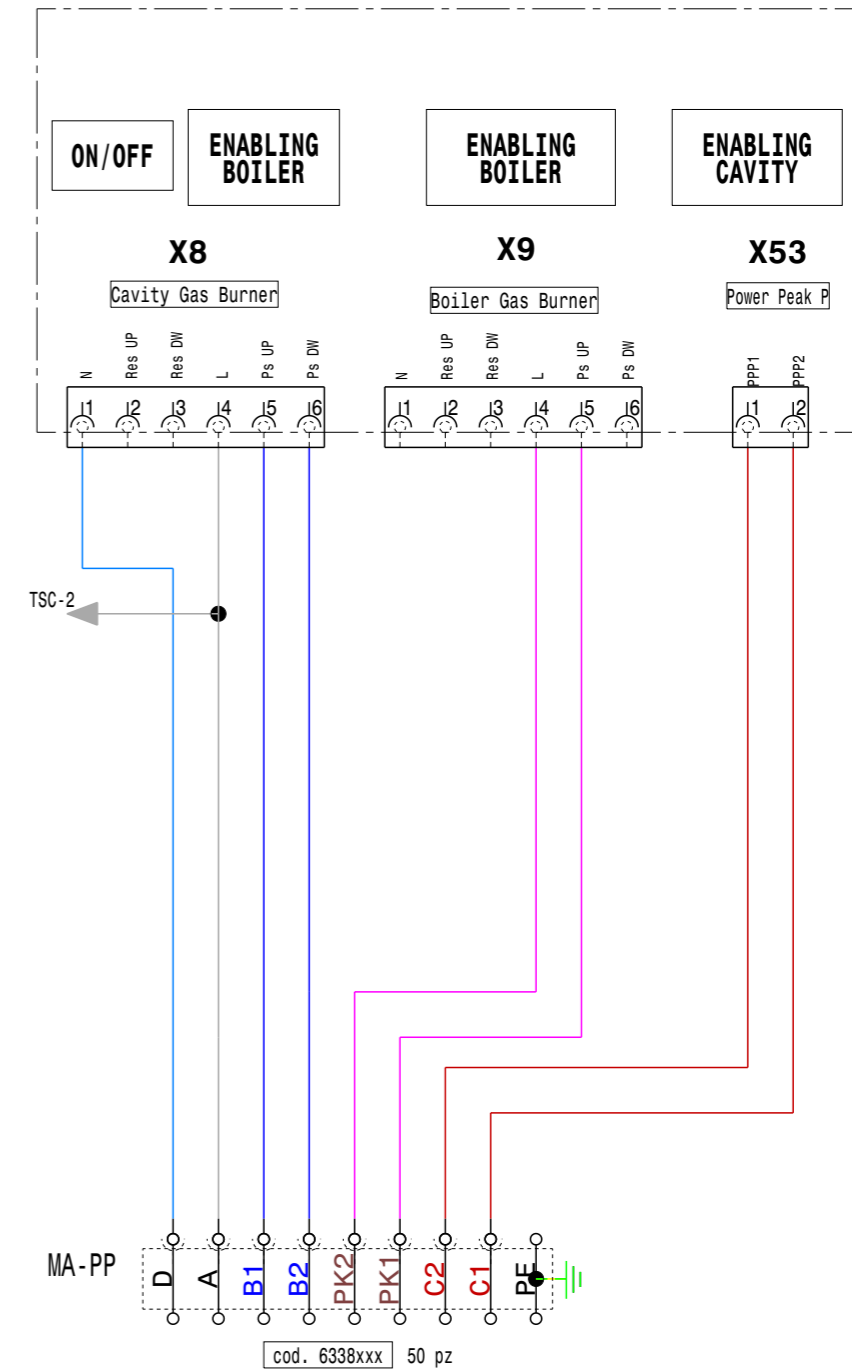 ON/OFF
ENABLING
BOILER
ENABLING
BOILER
ENABLING
CAVITY
X8
X9
X53
Cavity Gas Burner
Boiler Gas Burner
Power Peak P
N
Res UP
Res DW
L
Ps UP
Ps DW
N
Res UP
Res DW
L
Ps UP
Ps DW
PPP1
PPP2
1 2 3 4 5 6
1 2 3 4 5 6
1 2
TSC-2
MA-PP
D
A
B1
B2
PK2
PK1
C2
C1
PE
cod. 6338xxx 50 pz